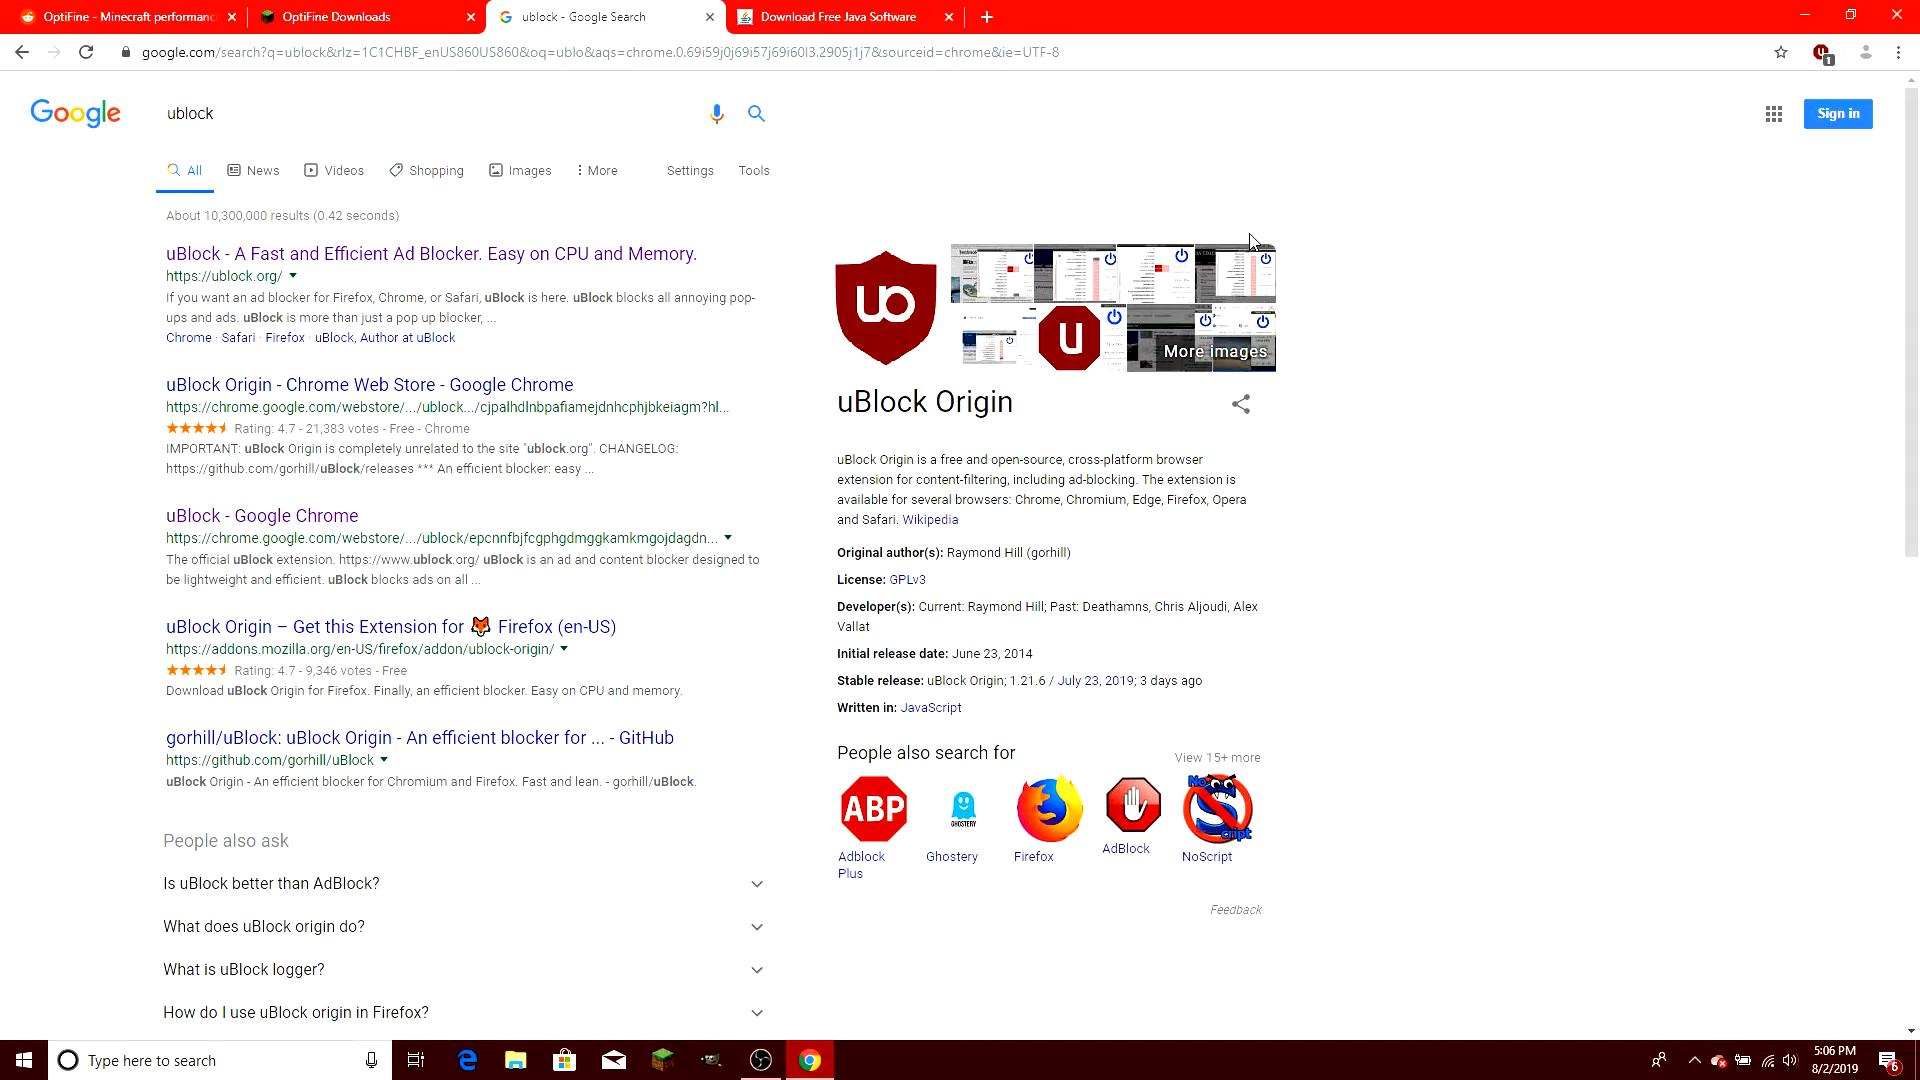 OptiFine - Minecraft performanc
OptiFine Downloads
ublock - Google Search
Download Free Java Software
google.com/search?q=ublock&rlz=1C1CHBF_enUS860US860&oq=ublo&aqs=chrome.0.69i59j0j69i57j69i60l3.2905j1j7&sourceid=chrome&ie=UTF-8
1
Google
ublock
Sign in
All
News
Videos
Shopping
Images
More
Settings
Tools
About 10,300,000 results (0.42 seconds)
uBlock - A Fast and Efficient Ad Blocker. Easy on CPU and Memory.
https://ublock.org/
If you want an ad blocker for Firefox, Chrome, or Safari, uBlock is here. uBlock blocks all annoying pop-
ups and ads. uBlock is more than just a pop up blocker, ...
Chrome · Safari · Firefox · uBlock, Author at uBlock
uBlock Origin - Chrome Web Store - Google Chrome
https://chrome.google.com/webstore/.../ublock.../cjpalhdlnbpafiamejdnhcphjbkeiagm?hl...
Rating: 4.7 - 21,383 votes - Free - Chrome
IMPORTANT: uBlock Origin is completely unrelated to the site "ublock.org". CHANGELOG:
https://github.com/gorhill/uBlock/releases *** An efficient blocker: easy ...
uBlock - Google Chrome
https://chrome.google.com/webstore/.../ublock/epcnnfbjfcgphgdmggkamkmgojdagdn...
The official uBlock extension. https://www.ublock.org/ uBlock is an ad and content blocker designed to
be lightweight and efficient. uBlock blocks ads on all ...
uBlock Origin – Get this Extension for 🦊 Firefox (en-US)
https://addons.mozilla.org/en-US/firefox/addon/ublock-origin/
Rating: 4.7 - 9,346 votes - Free
Download uBlock Origin for Firefox. Finally, an efficient blocker. Easy on CPU and memory.
gorhill/uBlock: uBlock Origin - An efficient blocker for ... - GitHub
https://github.com/gorhill/uBlock
uBlock Origin - An efficient blocker for Chromium and Firefox. Fast and lean. - gorhill/uBlock.
People also ask
Is uBlock better than AdBlock?
What does uBlock origin do?
What is uBlock logger?
How do I use uBlock origin in Firefox?
uo
u
More images
uBlock Origin
uBlock Origin is a free and open-source, cross-platform browser
extension for content-filtering, including ad-blocking. The extension is
available for several browsers: Chrome, Chromium, Edge, Firefox, Opera
and Safari. Wikipedia
Original author(s): Raymond Hill (gorhill)
License: GPLv3
Developer(s): Current: Raymond Hill; Past: Deathamns, Chris Aljoudi, Alex
Vallat
Initial release date: June 23, 2014
Stable release: uBlock Origin; 1.21.6 / July 23, 2019; 3 days ago
Written in: JavaScript
People also search for
View 15+ more
ABP
GHOSTERY
No
Script
Adblock
Plus
Ghostery
Firefox
AdBlock
NoScript
Feedback
Type here to search
5:06 PM
8/2/2019
6